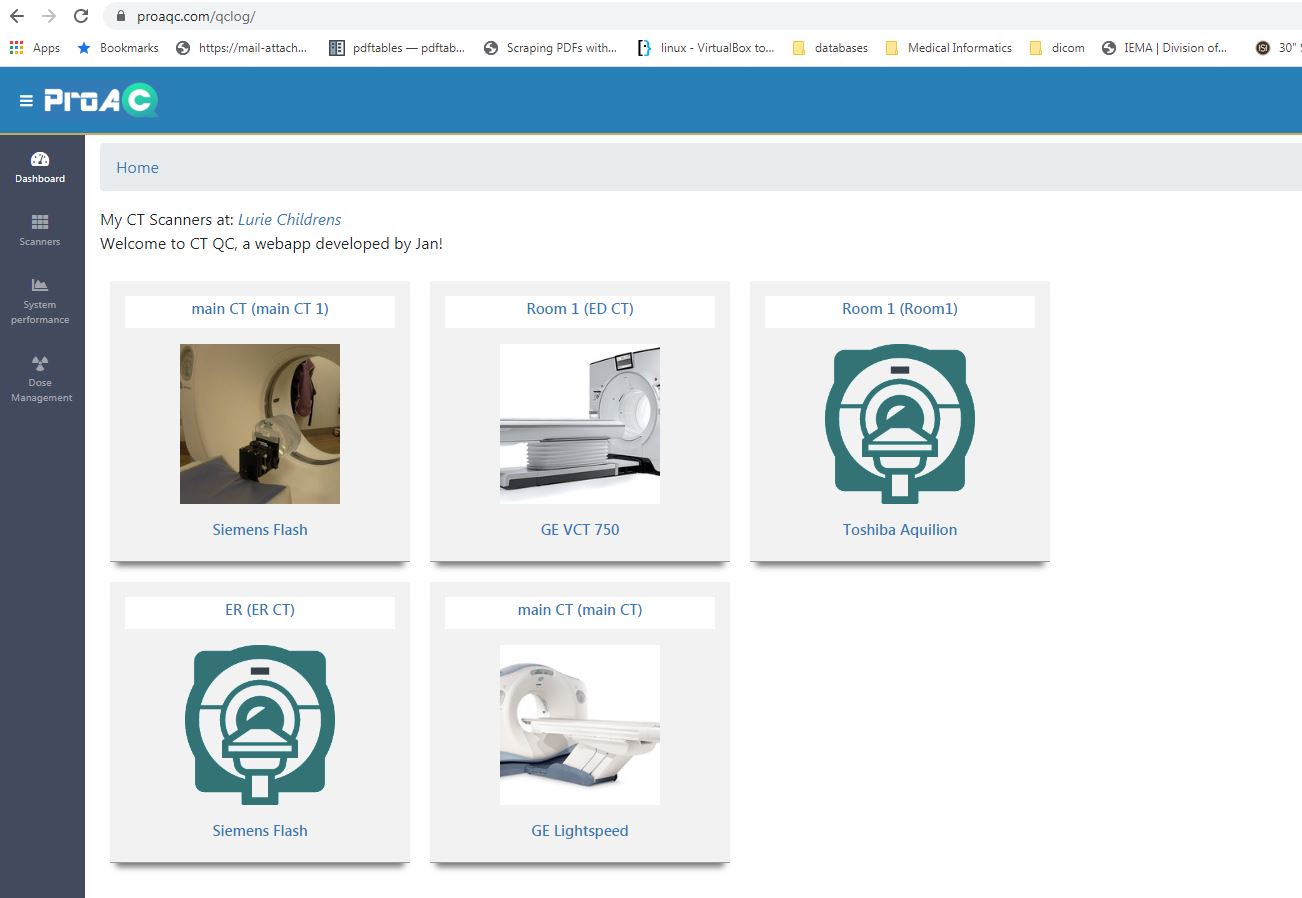 proaqc.com/qclog/
Apps
Bookmarks
https://mail-attach...
pdftables — pdftab...
Scraping PDFs with...
linux - VirtualBox to...
databases
Medical Informatics
dicom
IEMA | Division of...
ISI
30"
ProAQC
Home
Dashboard
Scanners
System
performance
Dose
Management
My CT Scanners at: Lurie Childrens
Welcome to CT QC, a webapp developed by Jan!
main CT (main CT 1)
Siemens Flash
Room 1 (ED CT)
GE VCT 750
Room 1 (Room1)
Toshiba Aquilion
ER (ER CT)
Siemens Flash
main CT (main CT)
GE Lightspeed